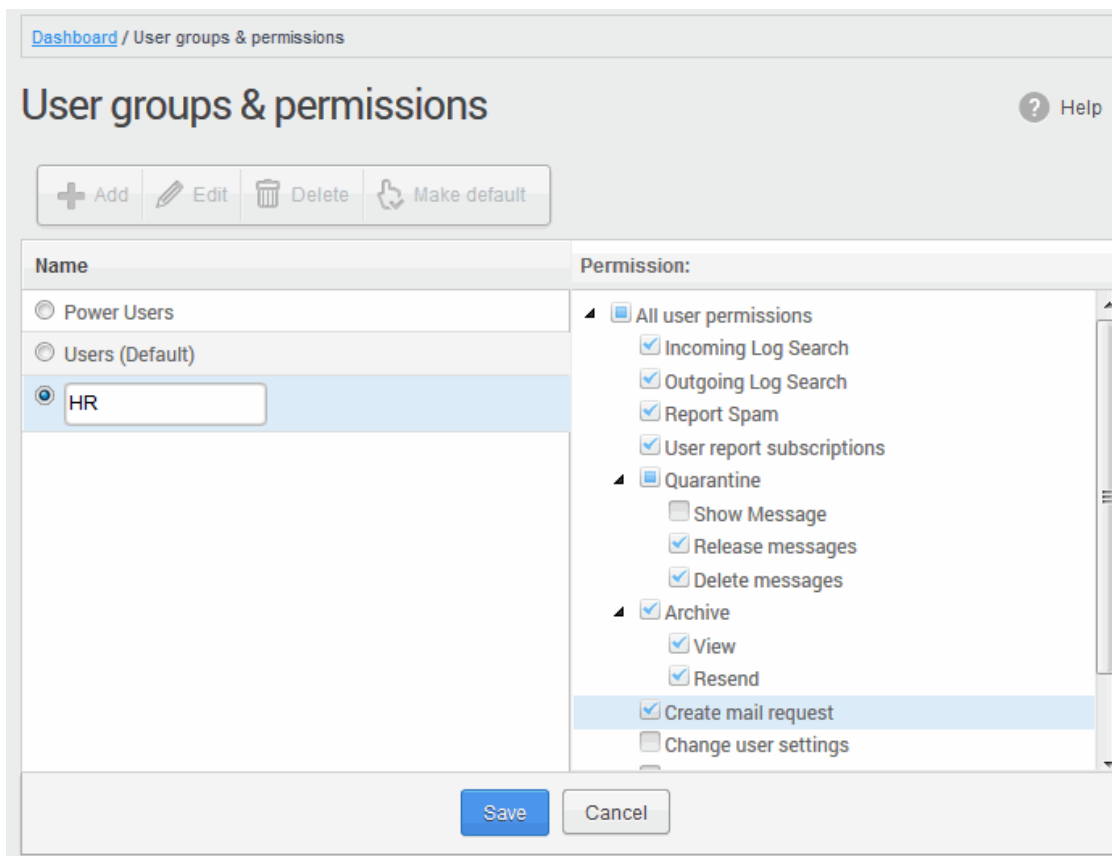 Dashboard / User groups & permissions
User groups & permissions
Help
Add Edit Delete Make default
Name
Permission:
Power Users
Users (Default)
HR
All user permissions
Incoming Log Search
Outgoing Log Search
Report Spam
User report subscriptions
Quarantine
Show Message
Release messages
Delete messages
Archive
View
Resend
Create mail request
Change user settings
Save Cancel